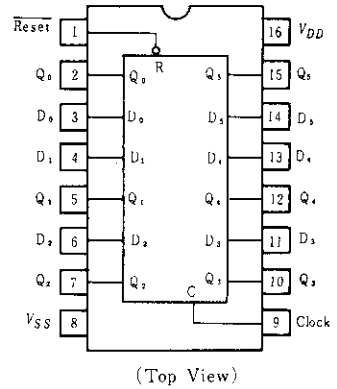 Reset 1 16 V_DD
R
Q₀ 2 Q₀ Q₅ 15 Q₅
D₀ 3 D₀ D₅ 14 D₅
D₁ 4 D₁ D₄ 13 D₄
Q₁ 5 Q₁ Q₄ 12 Q₄
D₂ 6 D₂ D₃ 11 D₃
Q₂ 7 Q₂ Q₃ 10 Q₃
C
V_SS 8 9 Clock
(Top View)